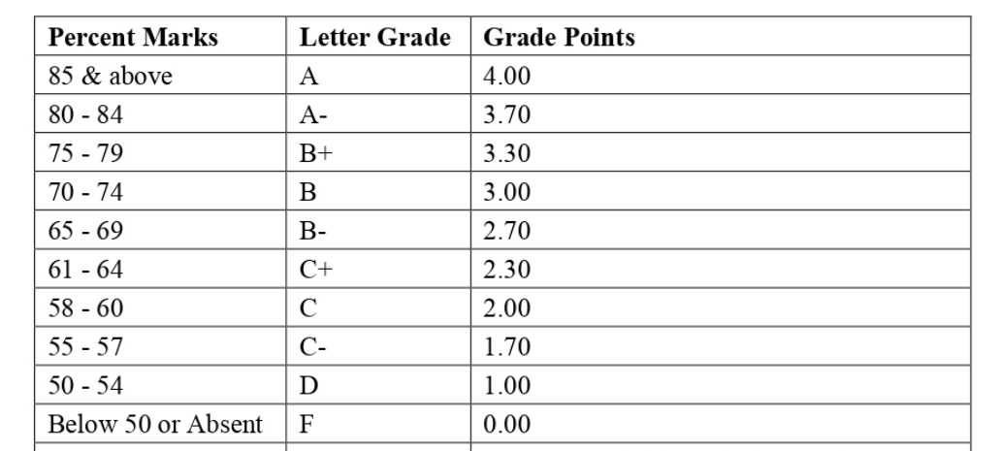 Percent Marks Letter Grade Grade Points
85 & above A 4.00
80 - 84 A- 3.70
75 - 79 B+ 3.30
70 - 74 B 3.00
65 - 69 B- 2.70
61 - 64 C+ 2.30
58 - 60 C 2.00
55 - 57 C- 1.70
50 - 54 D 1.00
Below 50 or Absent F 0.00